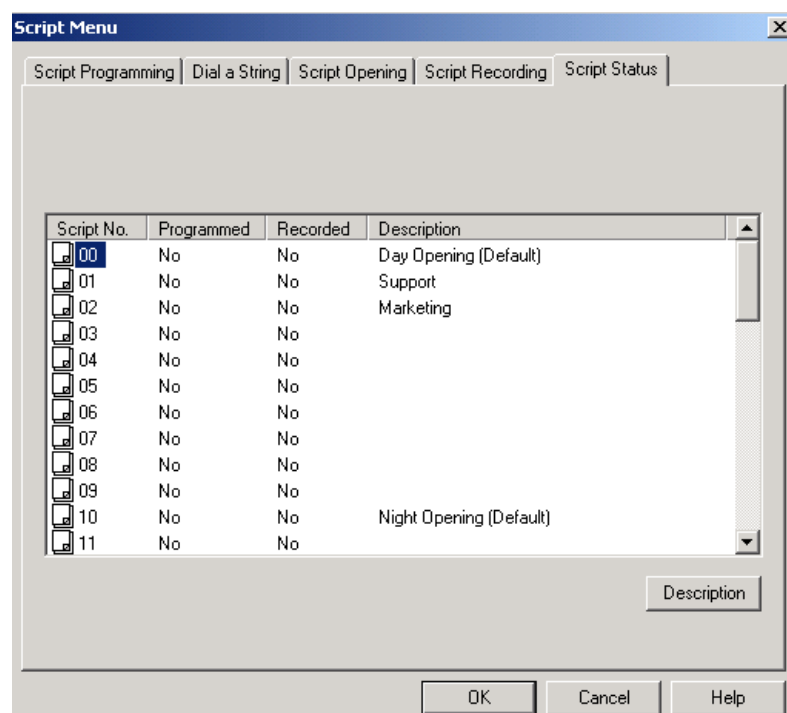 Script Menu
Script Programming Dial a String Script Opening Script Recording Script Status
Script No. Programmed Recorded Description
00 No No Day Opening (Default)
01 No No Support
02 No No Marketing
03 No No
04 No No
05 No No
06 No No
07 No No
08 No No
09 No No
10 No No Night Opening (Default)
11 No No
Description
OK Cancel Help